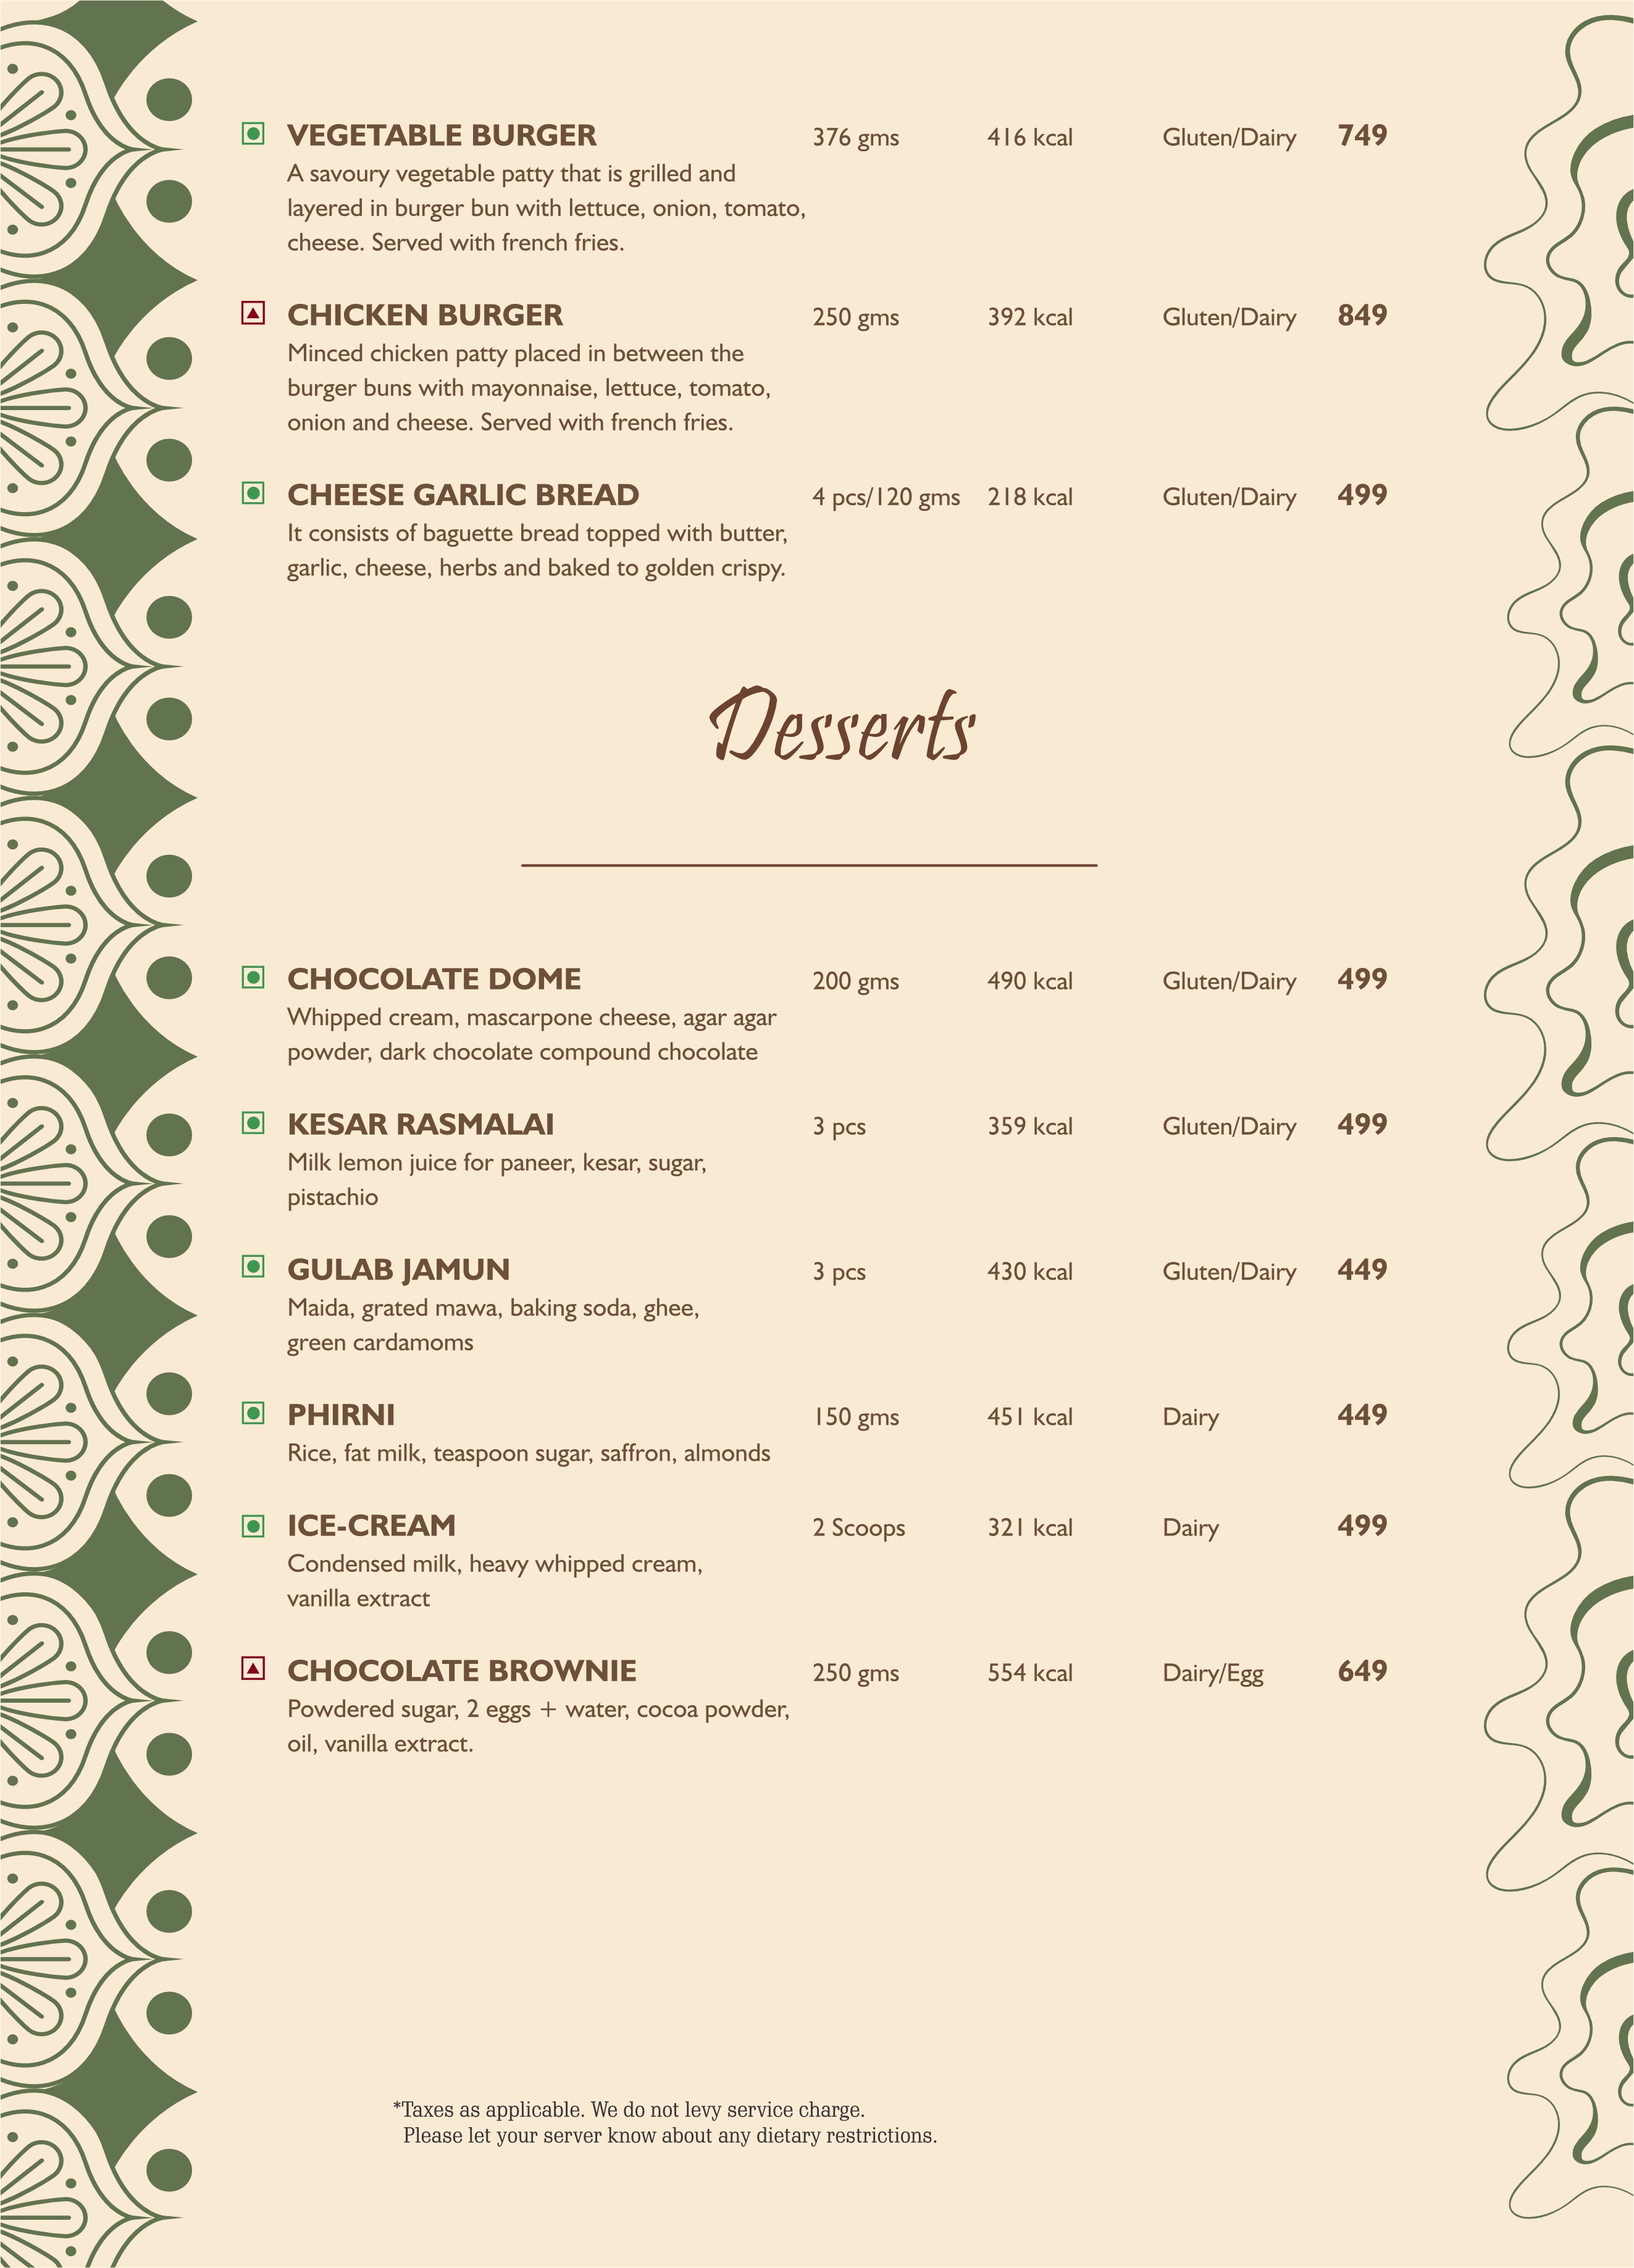 VEGETABLE BURGER 376 gms 416 kcal Gluten/Dairy 749
A savoury vegetable patty that is grilled and
layered in burger bun with lettuce, onion, tomato,
cheese. Served with french fries.
CHICKEN BURGER 250 gms 392 kcal Gluten/Dairy 849
Minced chicken patty placed in between the
burger buns with mayonnaise, lettuce, tomato,
onion and cheese. Served with french fries.
CHEESE GARLIC BREAD 4 pcs/120 gms 218 kcal Gluten/Dairy 499
It consists of baguette bread topped with butter,
garlic, cheese, herbs and baked to golden crispy.
Desserts
CHOCOLATE DOME 200 gms 490 kcal Gluten/Dairy 499
Whipped cream, mascarpone cheese, agar agar
powder, dark chocolate compound chocolate
KESAR RASMALAI 3 pcs 359 kcal Gluten/Dairy 499
Milk lemon juice for paneer, kesar, sugar,
pistachio
GULAB JAMUN 3 pcs 430 kcal Gluten/Dairy 449
Maida, grated mawa, baking soda, ghee,
green cardamoms
PHIRNI 150 gms 451 kcal Dairy 449
Rice, fat milk, teaspoon sugar, saffron, almonds
ICE-CREAM 2 Scoops 321 kcal Dairy 499
Condensed milk, heavy whipped cream,
vanilla extract
CHOCOLATE BROWNIE 250 gms 554 kcal Dairy/Egg 649
Powdered sugar, 2 eggs + water, cocoa powder,
oil, vanilla extract.
*Taxes as applicable. We do not levy service charge.
Please let your server know about any dietary restrictions.